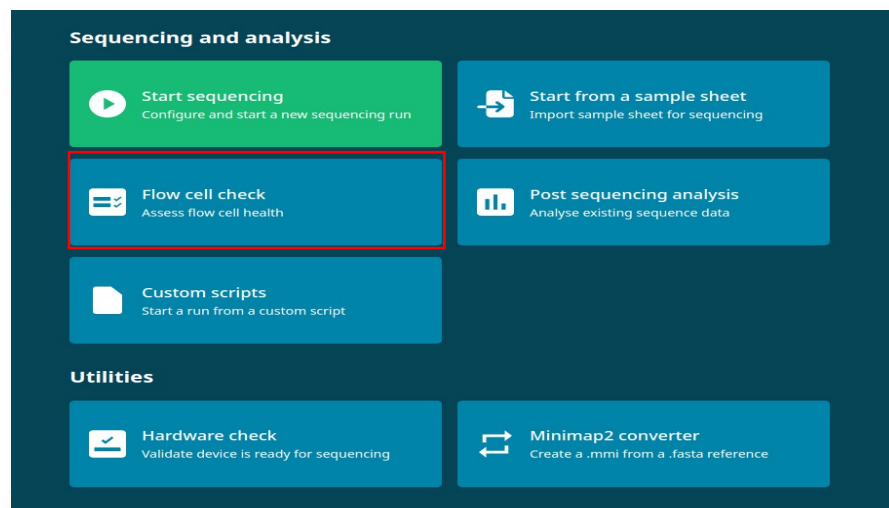 Sequencing and analysis
Start sequencing
Configure and start a new sequencing run
Start from a sample sheet
Import sample sheet for sequencing
Flow cell check
Assess flow cell health
Post sequencing analysis
Analyse existing sequence data
Custom scripts
Start a run from a custom script
Utilities
Hardware check
Validate device is ready for sequencing
Minimap2 converter
Create a .mmi from a .fasta reference